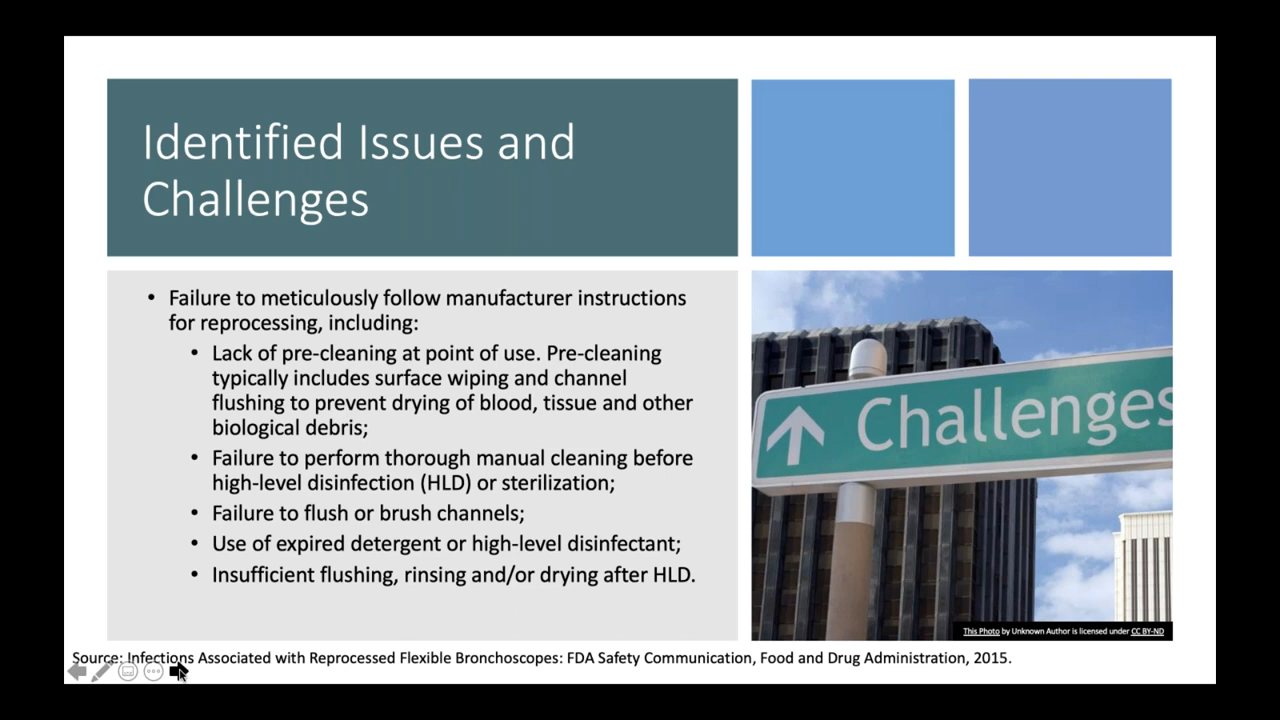 Identified Issues and
Challenges
• Failure to meticulously follow manufacturer instructions
for reprocessing, including:
• Lack of pre-cleaning at point of use. Pre-cleaning
typically includes surface wiping and channel
flushing to prevent drying of blood, tissue and other
biological debris;
• Failure to perform thorough manual cleaning before
high-level disinfection (HLD) or sterilization;
• Failure to flush or brush channels;
• Use of expired detergent or high-level disinfectant;
• Insufficient flushing, rinsing and/or drying after HLD.
Challenges
This Photo by Unknown Author is licensed under CC BY-ND
Source: Infections Associated with Reprocessed Flexible Bronchoscopes: FDA Safety Communication, Food and Drug Administration, 2015.